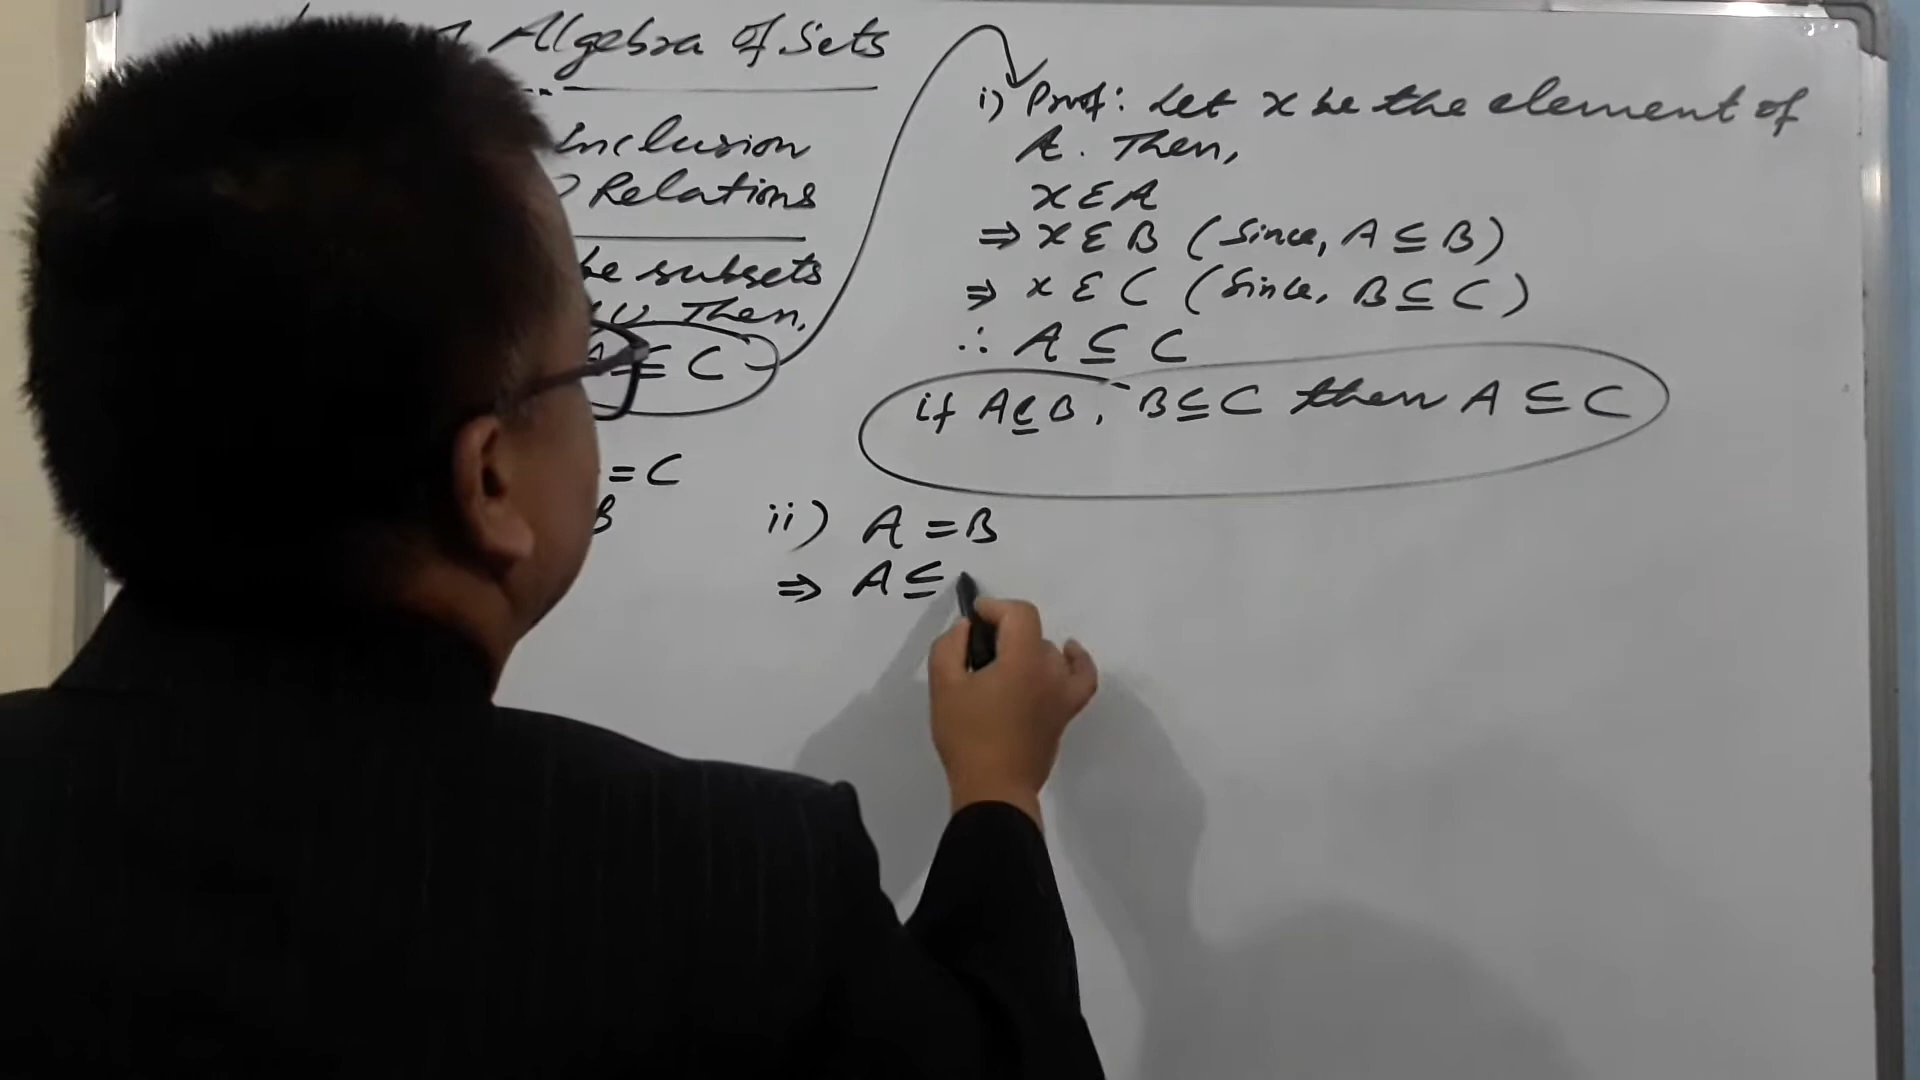 Algebra of Sets
Inclusion
Relations
be subsets
U. Then,
A ⊆ C
= C
B
i) Proof: Let x be the element of
A. Then,
x ∈ A
⇒ x ∈ B (Since, A ⊆ B)
⇒ x ∈ C (Since, B ⊆ C)
∴ A ⊆ C
if A ⊆ B, B ⊆ C then A ⊆ C
ii) A = B
⇒ A ⊆